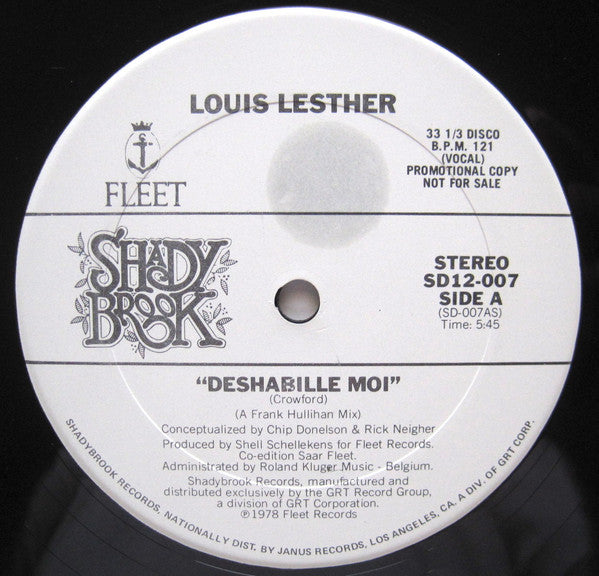 LOUIS LESTHER
FLEET
33 1/3 DISCO
B.P.M. 121
(VOCAL)
PROMOTIONAL COPY
NOT FOR SALE
SHADY
BROOK
STEREO
SD12-007
SIDE A
(SD-007AS)
Time: 5:45
"DESHABILLE MOI"
(Crowford)
(A Frank Hullihan Mix)
Conceptualized by Chip Donelson & Rick Neigher
Produced by Shell Schellekens for Fleet Records.
Co-edition Saar Fleet.
Administrated by Roland Kluger Music - Belgium.
Shadybrook Records, manufactured and
distributed exclusively by the GRT Record Group,
a division of GRT Corporation.
℗1978 Fleet Records
SHADYBROOK RECORDS, NATIONALLY DIST. BY JANUS RECORDS, LOS ANGELES, CA. A DIV. OF GRT CORP.